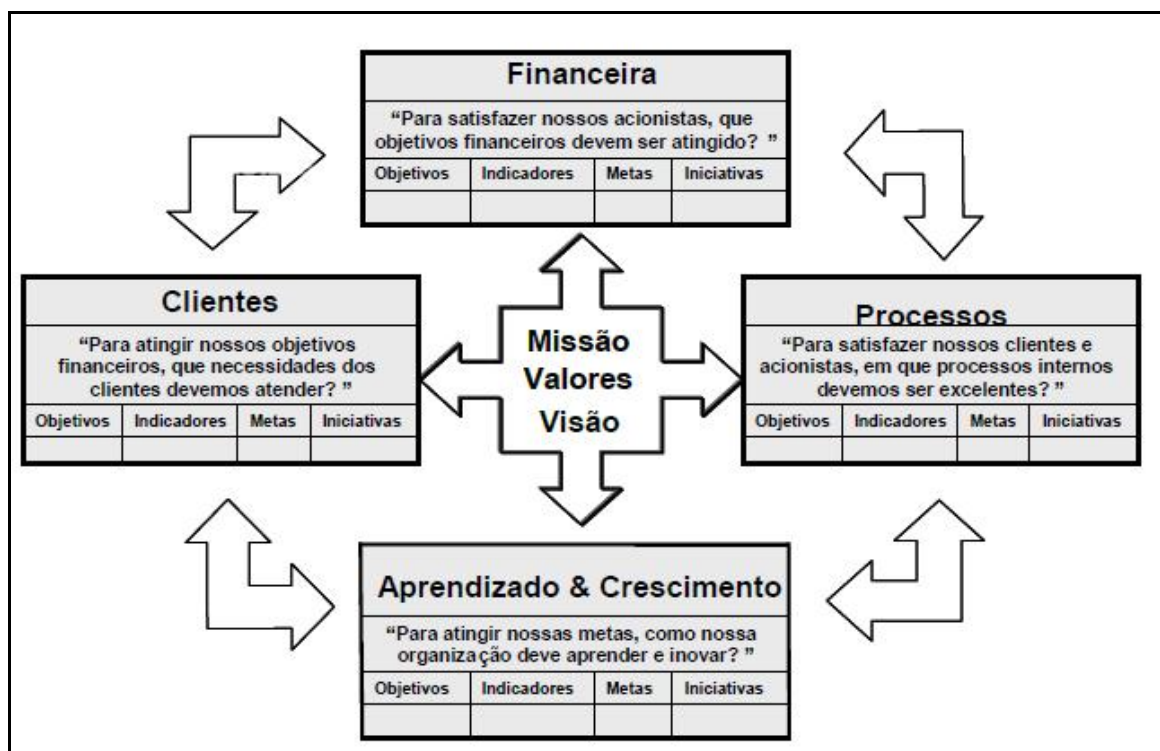 Financeira
“Para satisfazer nossos acionistas, que
objetivos financeiros devem ser atingido? ”
Objetivos Indicadores Metas Iniciativas
Clientes
“Para atingir nossos objetivos
financeiros, que necessidades dos
clientes devemos atender? ”
Objetivos Indicadores Metas Iniciativas
Missão
Valores
Visão
Processos
“Para satisfazer nossos clientes e
acionistas, em que processos internos
devemos ser excelentes? ”
Objetivos Indicadores Metas Iniciativas
Aprendizado & Crescimento
“Para atingir nossas metas, como nossa
organização deve aprender e inovar? ”
Objetivos Indicadores Metas Iniciativas